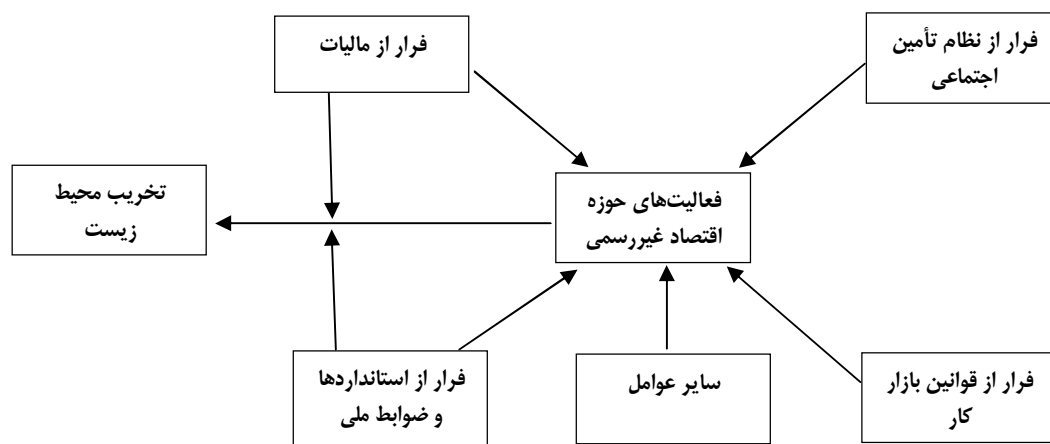 فرار از نظام تأمین
اجتماعی
فرار از مالیات
فعالیت‌های حوزه
اقتصاد غیررسمی
تخریب محیط
زیست
فرار از قوانین بازار
کار
سایر عوامل
فرار از استانداردها
و ضوابط ملی